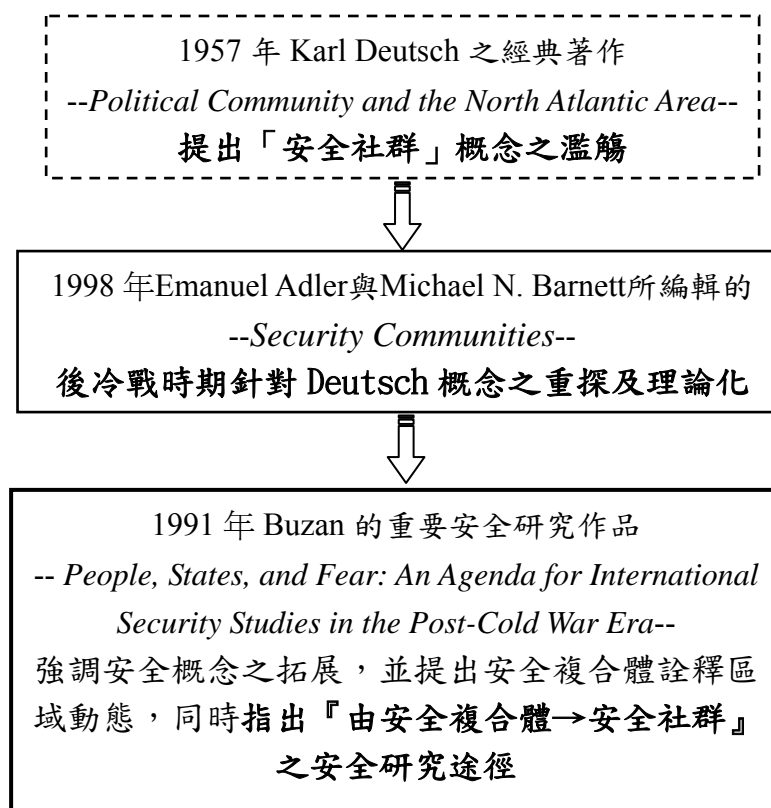 1957 年 Karl Deutsch 之經典著作
--Political Community and the North Atlantic Area--
提出「安全社群」概念之濫觴
1998 年Emanuel Adler與Michael N. Barnett所編輯的
--Security Communities--
後冷戰時期針對 Deutsch 概念之重探及理論化
1991 年 Buzan 的重要安全研究作品
-- People, States, and Fear: An Agenda for International
Security Studies in the Post-Cold War Era--
強調安全概念之拓展，並提出安全複合體詮釋區
域動態，同時指出『由安全複合體→安全社群』
之安全研究途徑